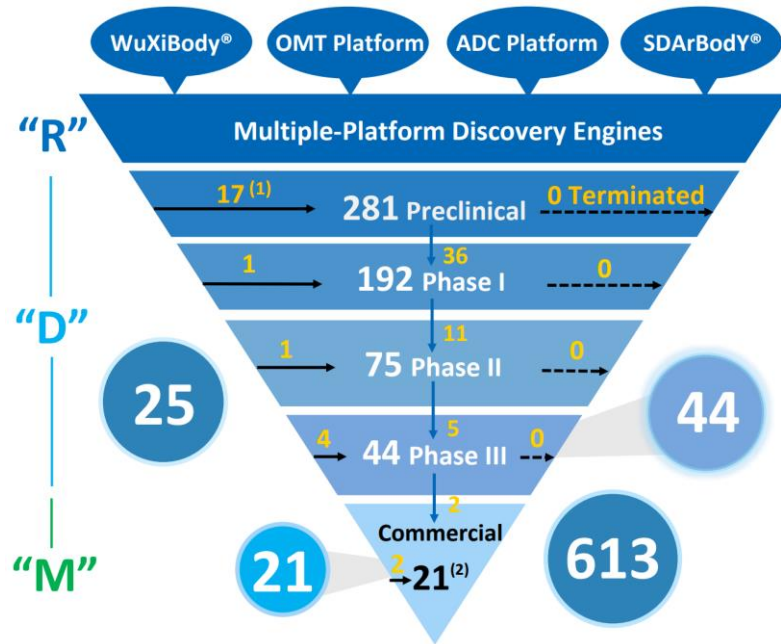 WuXiBody®
OMT Platform
ADC Platform
SDArBodY®
“R”
Multiple-Platform Discovery Engines
17 (1)
281 Preclinical
0 Terminated
36
1
192 Phase I
0
“D”
11
1
75 Phase II
0
25
44
5
4
44 Phase III
0
2
Commercial
“M”
21
2
21(2)
613